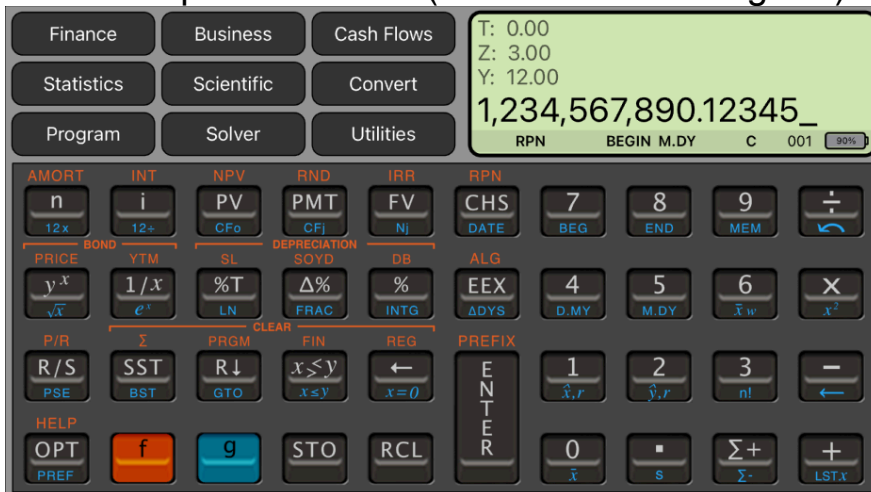 Finance Business Cash Flows
Statistics Scientific Convert
Program Solver Utilities
T: 0.00
Z: 3.00
Y: 12.00
1,234,567,890.12345_
RPN BEGIN M.DY C 001 90%
AMORT INT NPV RND IRR RPN
n i PV PMT FV CHS 7 8 9 ÷
12x 12÷ CFo CFj Nj DATE BEG END MEM
BOND DEPRECIATION
PRICE YTM SL SOYD DB ALG
yˣ 1/x %T Δ% % EEX 4 5 6 ×
√x eˣ LN FRAC INTG ΔDYS D.MY M.DY x̄ w x²
CLEAR
P/R Σ PRGM FIN REG PREFIX
R/S SST R↓ x≶y ← ENTER 1 2 3 −
PSE BST GTO x≤y x=0 x̂,r ŷ,r n! ←
HELP
OPT f g STO RCL 0 . Σ+ +
PREF x̄ s Σ- LSTx